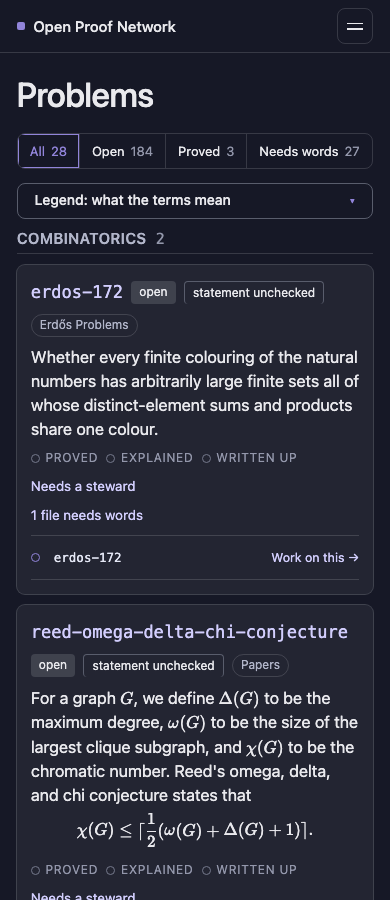 Open Proof Network
Problems
All 28 Open 184 Proved 3 Needs words 27
Legend: what the terms mean ▾
COMBINATORICS 2
erdos-172 open statement unchecked
Erdős Problems
Whether every finite colouring of the natural
numbers has arbitrarily large finite sets all of
whose distinct-element sums and products
share one colour.
PROVED EXPLAINED WRITTEN UP
Needs a steward
1 file needs words
erdos-172 Work on this →
reed-omega-delta-chi-conjecture
open statement unchecked Papers
For a graph G, we define Δ(G) to be the
maximum degree, ω(G) to be the size of the
largest clique subgraph, and χ(G) to be the
chromatic number. Reed's omega, delta,
and chi conjecture states that
χ(G) ≤ ⌈1/2(ω(G) + Δ(G) + 1)⌉.
PROVED EXPLAINED WRITTEN UP
Needs a steward